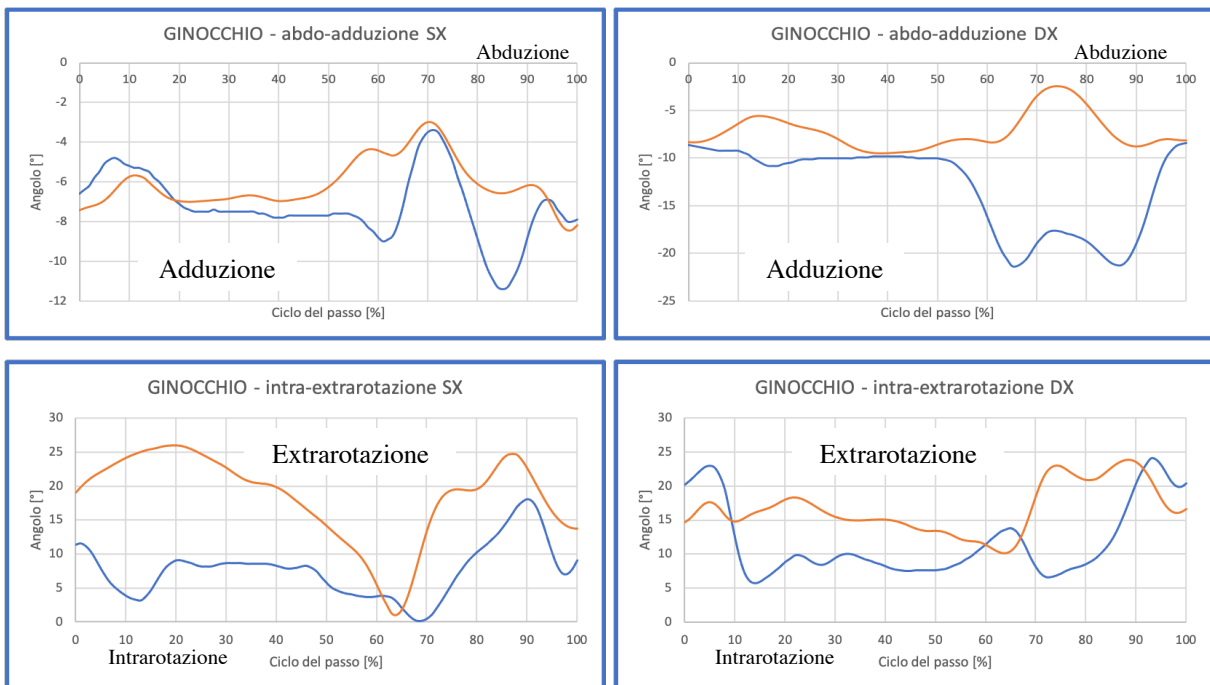 GINOCCHIO - abdo-adduzione SX
Abduzione
0 10 20 30 40 50 60 70 80 90 100
0
-2
-4
-6
-8
-10
-12
Angolo [°]
Adduzione
Ciclo del passo [%]
GINOCCHIO - abdo-adduzione DX
Abduzione
0 10 20 30 40 50 60 70 80 90 100
0
-5
-10
-15
-20
-25
Angolo [°]
Adduzione
Ciclo del passo [%]
GINOCCHIO - intra-extrarotazione SX
30
25
20
15
10
5
0
Angolo [°]
Extrarotazione
0 10 20 30 40 50 60 70 80 90 100
Intrarotazione
Ciclo del passo [%]
GINOCCHIO - intra-extrarotazione DX
30
25
20
15
10
5
0
Angolo [°]
Extrarotazione
0 10 20 30 40 50 60 70 80 90 100
Intrarotazione
Ciclo del passo [%]